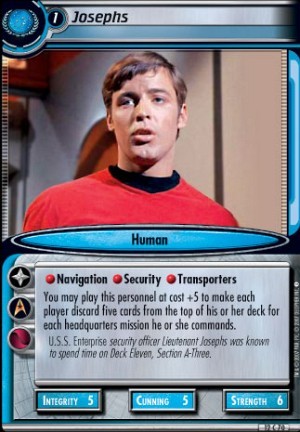 1 Josephs
Human
Navigation Security Transporters
You may play this personnel at cost +5 to make each
player discard five cards from the top of his or her deck for
each headquarters mission he or she commands.
U.S.S. Enterprise security officer Lieutenant Josephs was known
to spend time on Deck Eleven, Section A-Three.
INTEGRITY 5 CUNNING 5 STRENGTH 6